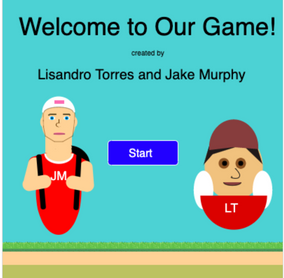 Welcome to Our Game!
created by
Lisandro Torres and Jake Murphy
Start
JM
LT